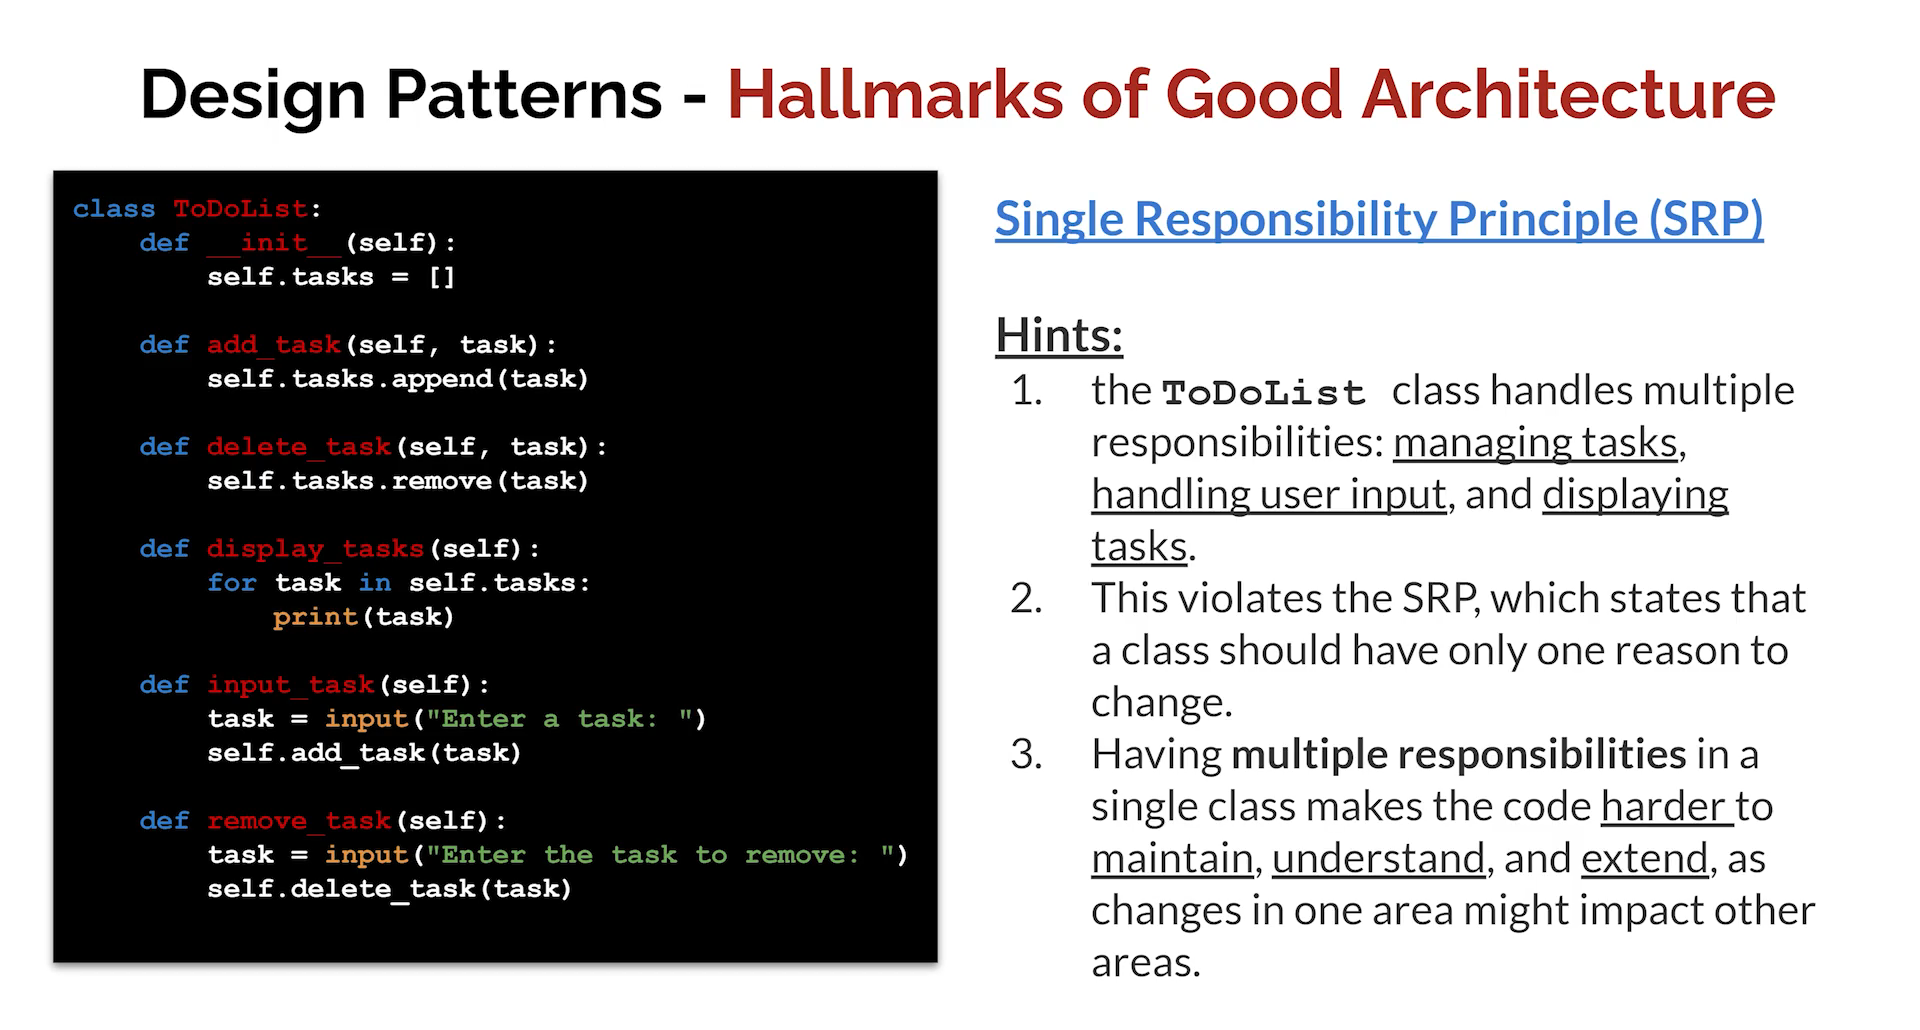 Design Patterns - Hallmarks of Good Architecture
class ToDoList:
    def __init__(self):
        self.tasks = []
    def add_task(self, task):
        self.tasks.append(task)
    def delete_task(self, task):
        self.tasks.remove(task)
    def display_tasks(self):
        for task in self.tasks:
            print(task)
    def input_task(self):
        task = input("Enter a task: ")
        self.add_task(task)
    def remove_task(self):
        task = input("Enter the task to remove: ")
        self.delete_task(task)
Single Responsibility Principle (SRP)
Hints:
1. the ToDoList class handles multiple
responsibilities: managing tasks,
handling user input, and displaying
tasks.
2. This violates the SRP, which states that
a class should have only one reason to
change.
3. Having multiple responsibilities in a
single class makes the code harder to
maintain, understand, and extend, as
changes in one area might impact other
areas.